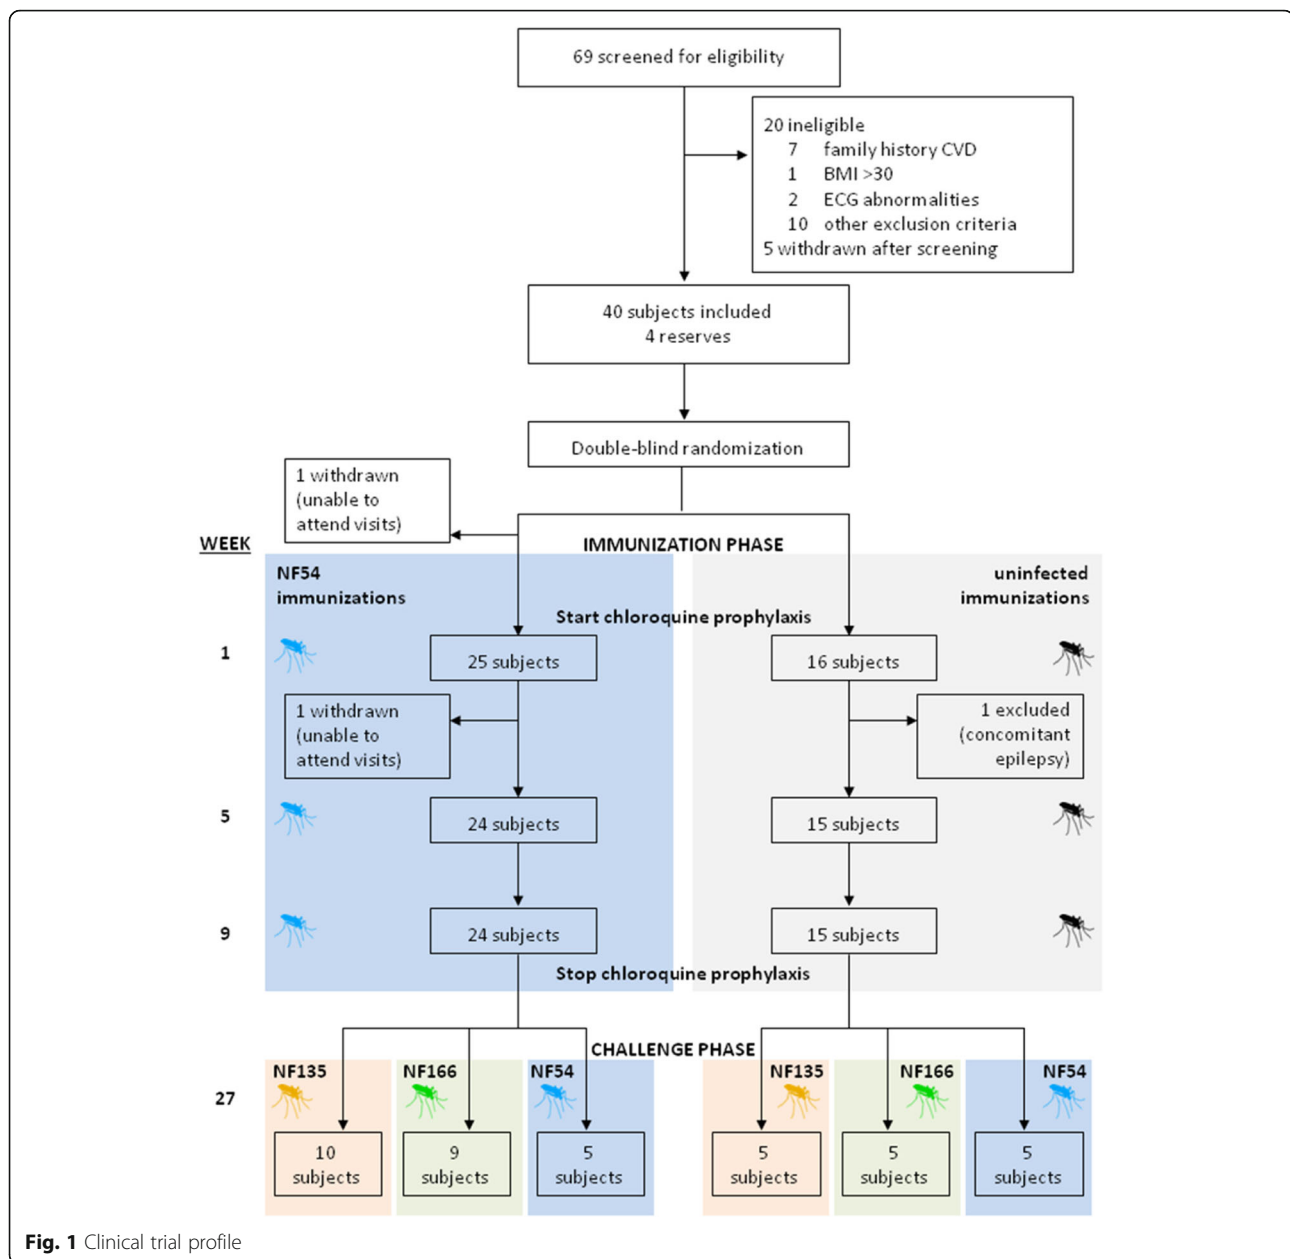 69 screened for eligibility
20 ineligible
7 family history CVD
1 BMI >30
2 ECG abnormalities
10 other exclusion criteria
5 withdrawn after screening
40 subjects included
4 reserves
Double-blind randomization
1 withdrawn
(unable to
attend visits)
WEEK
IMMUNIZATION PHASE
NF54
immunizations
uninfected
immunizations
Start chloroquine prophylaxis
1
25 subjects
16 subjects
1 withdrawn
(unable to
attend visits)
1 excluded
(concomitant
epilepsy)
5
24 subjects
15 subjects
9
24 subjects
15 subjects
Stop chloroquine prophylaxis
CHALLENGE PHASE
NF135
NF166
NF54
NF135
NF166
NF54
27
10
subjects
9
subjects
5
subjects
5
subjects
5
subjects
5
subjects
Fig. 1 Clinical trial profile